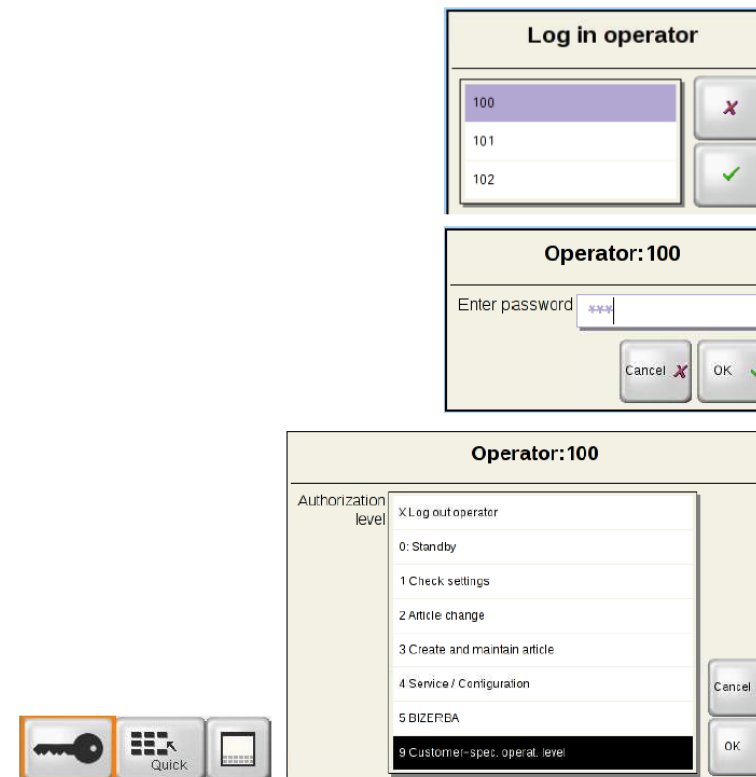 Log in operator
100
101
102
Operator:100
Enter password ***
Cancel OK
Operator:100
Authorization
level
X Log out operator
0: Standby
1 Check settings
2 Article change
3 Create and maintain article
4 Service / Configuration
5 BIZERBA
9 Customer-spec. operat. level
Cancel
OK
Quick